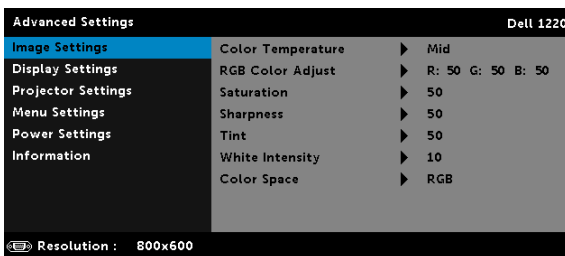 Advanced Settings Dell 1220
Image Settings Color Temperature Mid
Display Settings RGB Color Adjust R: 50 G: 50 B: 50
Projector Settings Saturation 50
Menu Settings Sharpness 50
Power Settings Tint 50
Information White Intensity 10
Color Space RGB
Resolution : 800x600